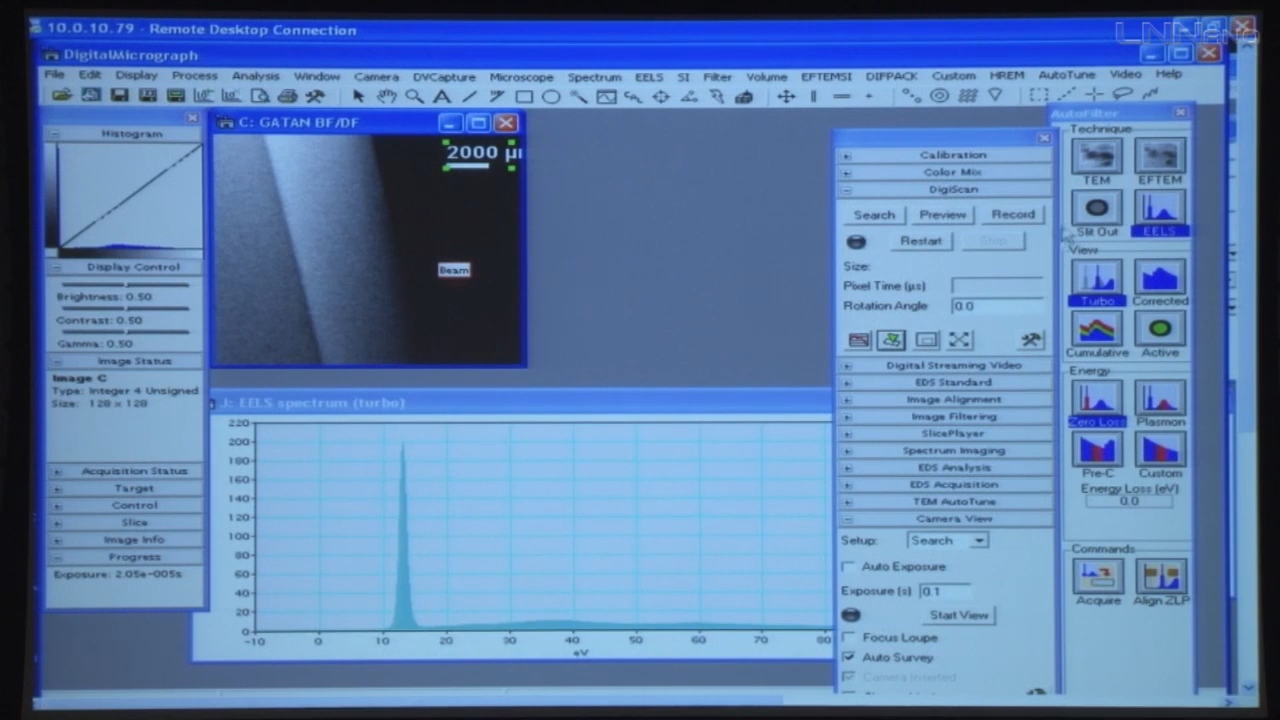 10.0.10.79 - Remote Desktop Connection
LNNano
DigitalMicrograph
File Edit Display Process Analysis Window Camera DVCapture Microscope Spectrum EELS SI Filter Volume EFTEMSI DIFPACK Custom HREM AutoTune Video Help
Histogram
Display Control
Brightness: 0.50
Contrast: 0.50
Gamma: 0.50
Image Status
Image C
Type: Integer 4 Unsigned
Size: 128 x 128
Acquisition Status
Target
Control
Slice
Image Info
Progress
Exposure: 2.05e-005s
C: GATAN BF/DF
2000 µ
Beam
J: EELS spectrum (turbo)
220
200
180
160
140
120
100
80
60
40
20
0
-10 0 10 20 30 40 50 60 70 80
eV
Calibration
Color Mix
DigiScan
Search Preview Record
Restart Stop
Size:
Pixel Time (µs)
Rotation Angle 0.0
Digital Streaming Video
EDS Standard
Image Alignment
Image Filtering
SlicePlayer
Spectrum Imaging
EDS Analysis
EDS Acquisition
TEM AutoTune
Camera View
Setup: Search
Auto Exposure
Exposure (s) 0.1
Start View
Focus Loupe
Auto Survey
Camera Inserted
AutoFilter
Technique
TEM EFTEM
Slit Out EELS
View
Turbo Corrected
Cumulative Active
Energy
Zero Loss Plasmon
Pre-C Custom
Energy Loss (eV)
0.0
Commands
Acquire Align ZLP